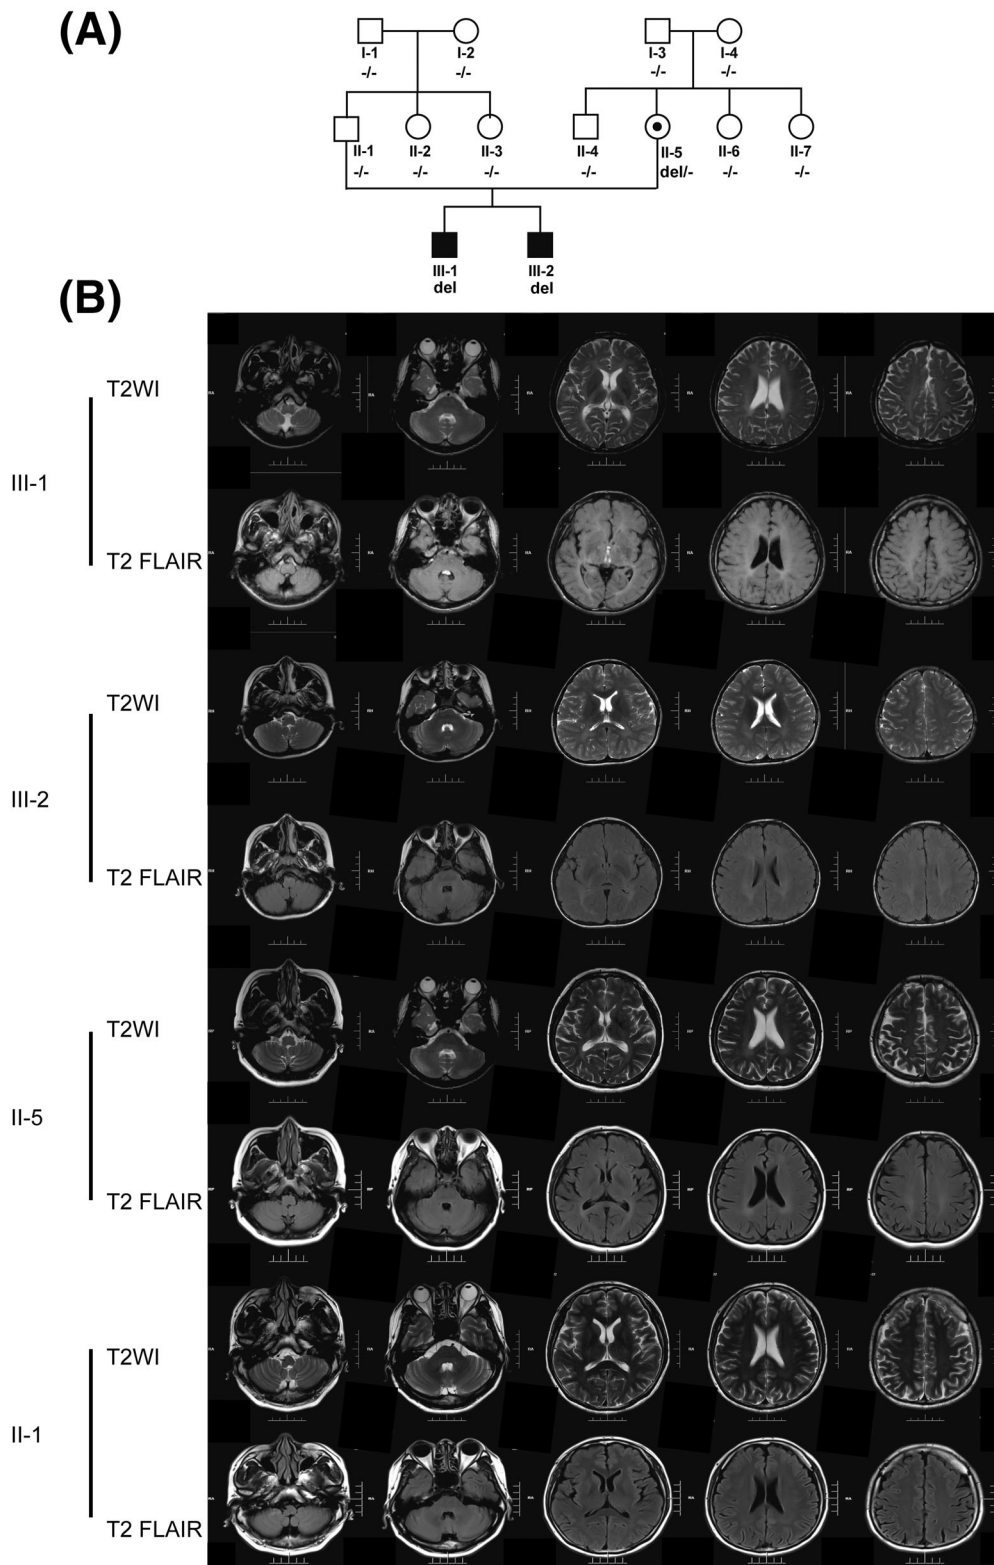 (A)
I-1 I-2 I-3 I-4
-/- -/- -/- -/-
II-1 II-2 II-3 II-4 II-5 II-6 II-7
-/- -/- -/- -/- del/- -/- -/-
III-1 III-2
del del
(B)
T2WI
III-1
T2 FLAIR
T2WI
III-2
T2 FLAIR
T2WI
II-5
T2 FLAIR
T2WI
II-1
T2 FLAIR